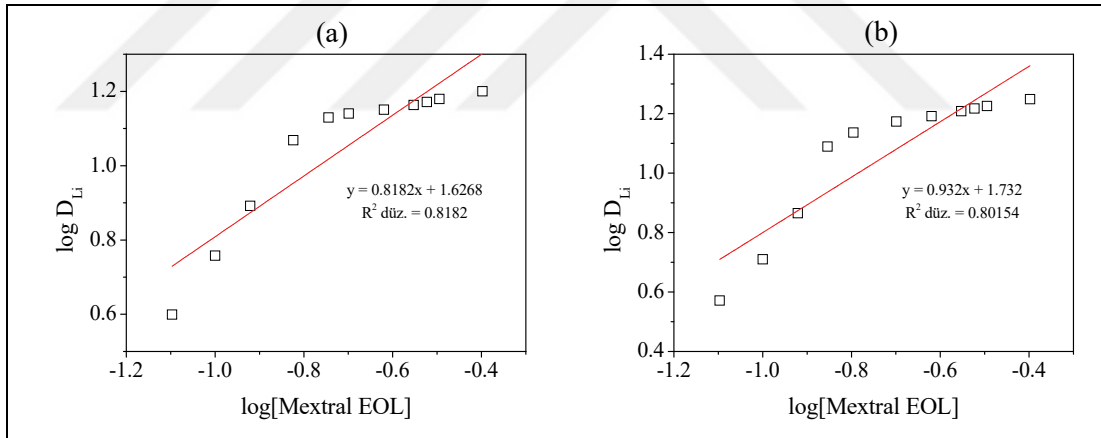 (a)
1.2
1.0
0.8
0.6
log D_Li
y = 0.8182x + 1.6268
R² düz. = 0.8182
-1.2 -1.0 -0.8 -0.6 -0.4
log[Mextral EOL]
(b)
1.4
1.2
1.0
0.8
0.6
0.4
log D_Li
y = 0.932x + 1.732
R² düz. = 0.80154
-1.2 -1.0 -0.8 -0.6 -0.4
log[Mextral EOL]